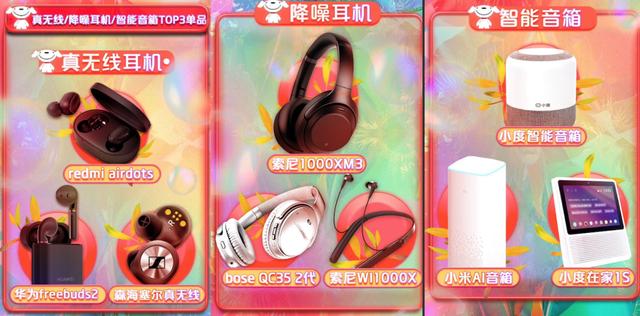 真无线/降噪耳机/智能音箱TOP3单品
真无线耳机
redmi airdots
华为freebuds2
森海塞尔真无线
降噪耳机
索尼1000XM3
bose QC35 2代
索尼WI1000X
智能音箱
小度
小度智能音箱
小米AI音箱
小度在家1S